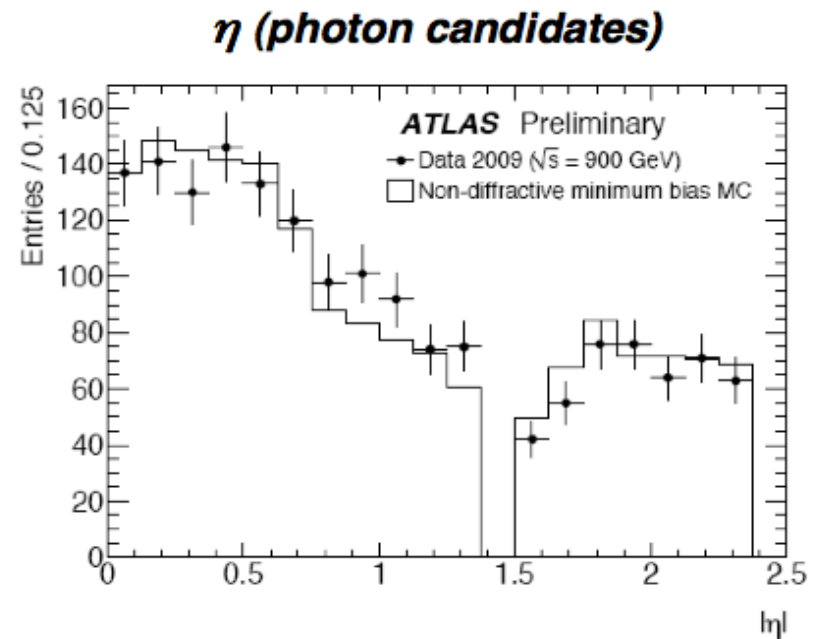 η (photon candidates)
Entries / 0.125
160
140
120
100
80
60
40
20
0
ATLAS Preliminary
Data 2009 (√s = 900 GeV)
Non-diffractive minimum bias MC
0 0.5 1 1.5 2 2.5
|η|